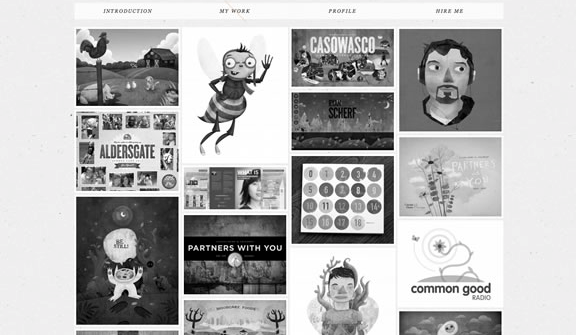 INTRODUCTION
MY WORK
PROFILE
HIRE ME
CASOWASCO
SCHERF
ALDERSGATE
BE
STILL!
WHAT IS
PARTNERS WITH YOU
PARTNERS
0 1 2 3 4
5 6 7 8 9
10 11 12 13 14
15 16 17 18
common good
RADIO